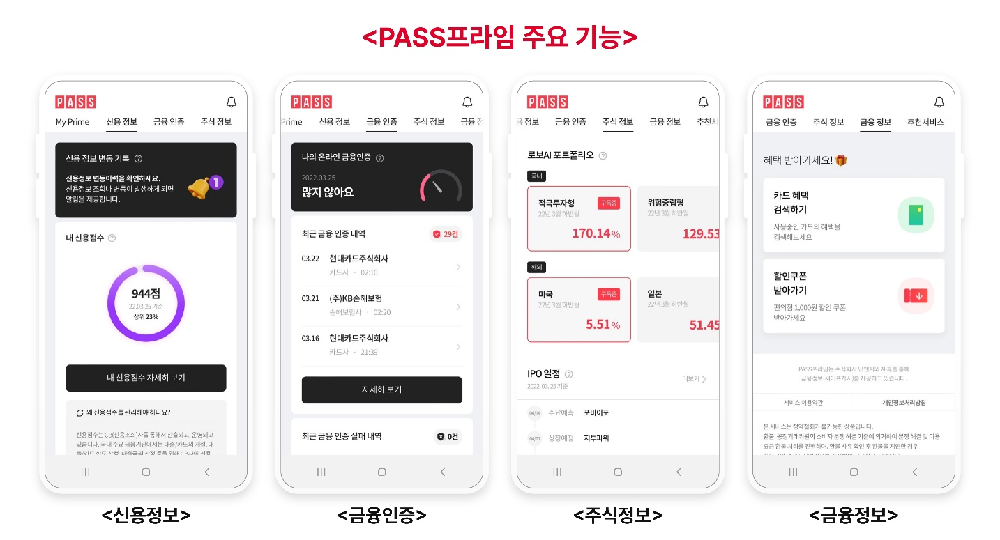 <PASS프라임 주요 기능>
PASS
My Prime 신용 정보 금융 인증 주식 정보
신용 정보 변동 기록 ?
신용정보 변동이력을 확인하세요.
신용정보 조회나 변동이 발생하게 되면
알림을 제공합니다.
1
내 신용점수 ?
944점
22.03.25 기준
상위 23%
내 신용점수 자세히 보기
왜 신용점수를 관리해야 하나요?
신용점수는 CB(신용조회)사를 통해서 산출되고, 운영되고
있습니다. 국내 주요 금융기관에서는 대출/카드의 개설, 대
출/카드 한도 산정, 대출금리 산정 등을 위해 CB사의 신용
<신용정보>
PASS
Prime 신용 정보 금융 인증 주식 정보 금융 정
나의 온라인 금융인증 ?
2022.03.25
많지 않아요
최근 금융 인증 내역 29건
03.22 현대카드주식회사
카드사 · 02:10
03.21 (주)KB손해보험
손해보험사 · 02:20
03.16 현대카드주식회사
카드사 · 21:39
자세히 보기
최근 금융 인증 실패 내역 0건
<금융인증>
PASS
용 정보 금융 인증 주식 정보 금융 정보 추천서
로보AI 포트폴리오 ?
국내
적극투자형 구독중
22년 3월 하반월
170.14%
위험중립형
22년 3월 하반월
129.53
해외
미국 구독중
22년 3월 하반월
5.51%
일본
22년 3월 하반월
51.45
IPO 일정 ?
2022. 03. 25 기준
더보기
04/14 수요예측 포바이포
04/01 상장예정 지투파워
<주식정보>
PASS
금융 인증 주식 정보 금융 정보 추천서비스
혜택 받아가세요!
카드 혜택
검색하기
사용중인 카드의 혜택을
검색해보세요
할인쿠폰
받아가기
편의점 1,000원 할인 쿠폰
받아가세요
PASS프라임은 주식회사 민앤지와 제휴를 통해
금융정보(세이프캐시)를 제공하고 있습니다.
서비스 이용약관 개인정보처리방침
본 서비스는 청약철회가 불가능한 상품입니다.
환불: 공정거래위원회 소비자 분쟁 해결 기준에 의거하여 분쟁 해결 및 이용
요금 환불 처리를 진행하며, 환불 사유 확인 후 환불을 지연한 경우
<금융정보>